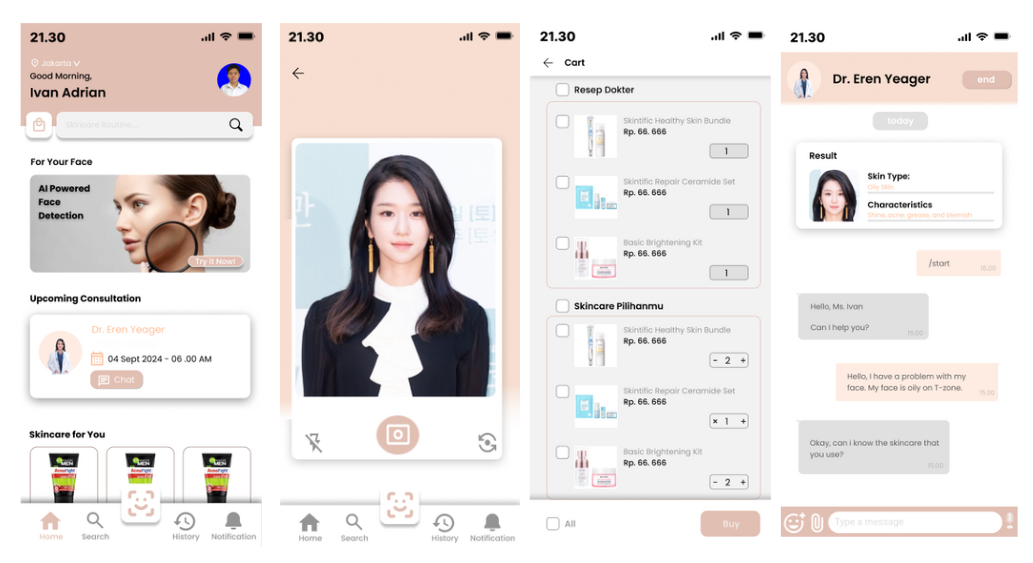 21.30
Jakarta
Good Morning,
Ivan Adrian
Skincare Routine....
For Your Face
AI Powered
Face
Detection
Try it Now!
Upcoming Consultation
Dr. Eren Yeager
04 Sept 2024 - 06 .00 AM
Chat
Skincare for You
MEN
MEN
MEN
Home
Search
History
Notification
21.30
Home
Search
History
Notification
21.30
Cart
Resep Dokter
Skintific Healthy Skin Bundle
Rp. 66. 666
1
Skintific Repair Ceramide Set
Rp. 66. 666
1
Basic Brightening Kit
Rp. 66. 666
1
Skincare Pilihanmu
Skintific Healthy Skin Bundle
Rp. 66. 666
- 2 +
Skintific Repair Ceramide Set
Rp. 66. 666
× 1 +
Basic Brightening Kit
Rp. 66. 666
- 2 +
All
Buy
21.30
Dr. Eren Yeager
end
today
Result
Skin Type:
Oily Skin
Characteristics
Shine, acne, grease, and blemish
/start
15.00
Hello, Ms. Ivan
Can I help you?
15.00
Hello, I have a problem with my
face. My face is oily on T-zone.
15.00
Okay, can i know the skincare that
you use?
15.00
Type a message